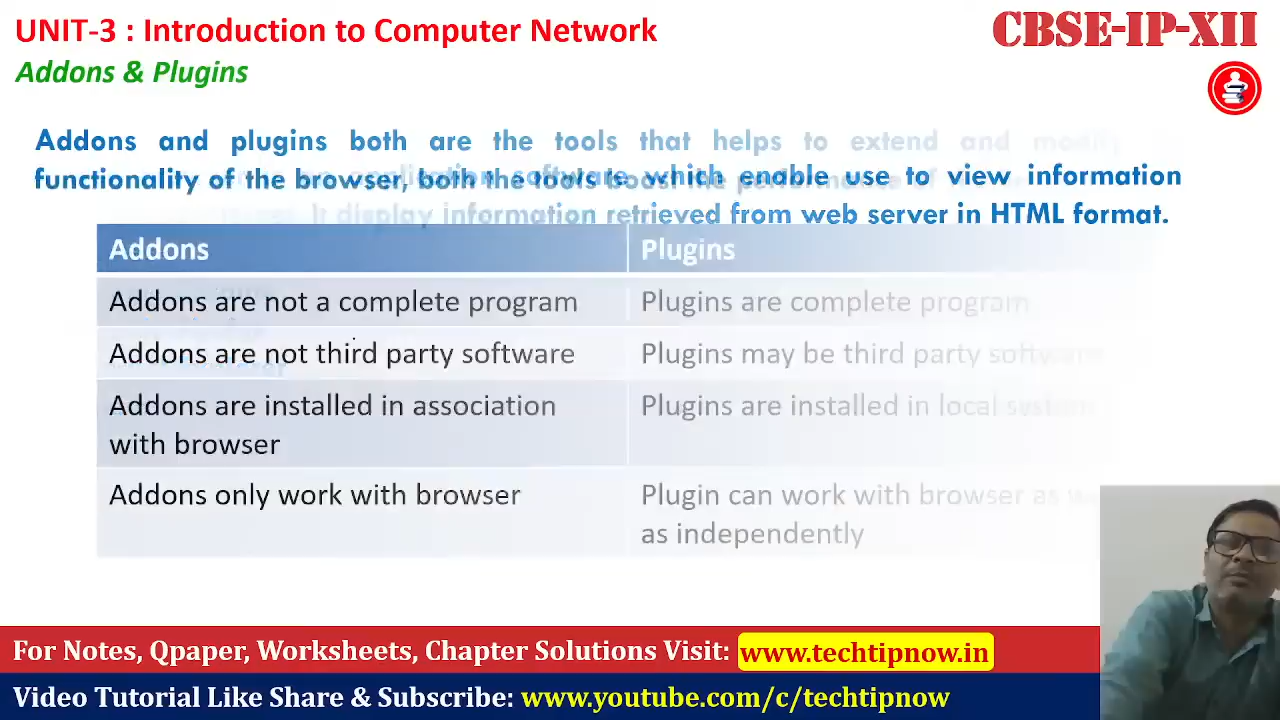 UNIT-3 : Introduction to Computer Network
CBSE-IP-XII
Addons & Plugins
Addons and plugins both are the tools that helps to extend and modify
functionality of the browser, both the tools boost the performance of
application software which enable use to view information
It display information retrieved from web server in HTML format.
Addons Plugins
Addons are not a complete program Plugins are complete program
Addons are not third party software Plugins may be third party software
Addons are installed in association Plugins are installed in local system
with browser
Addons only work with browser Plugin can work with browser as
as independently
For Notes, Qpaper, Worksheets, Chapter Solutions Visit: www.techtipnow.in
Video Tutorial Like Share & Subscribe: www.youtube.com/c/techtipnow